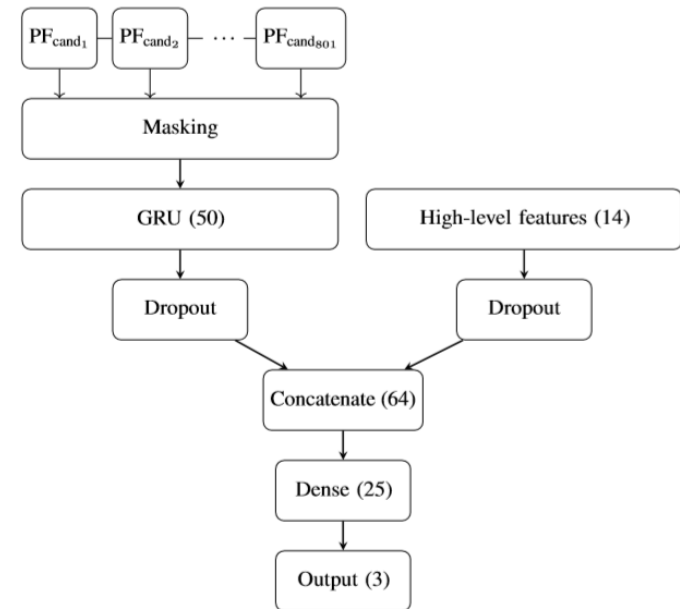 PFcand₁ PFcand₂ ... PFcand₈₀₁
Masking
GRU (50)
High-level features (14)
Dropout
Dropout
Concatenate (64)
Dense (25)
Output (3)